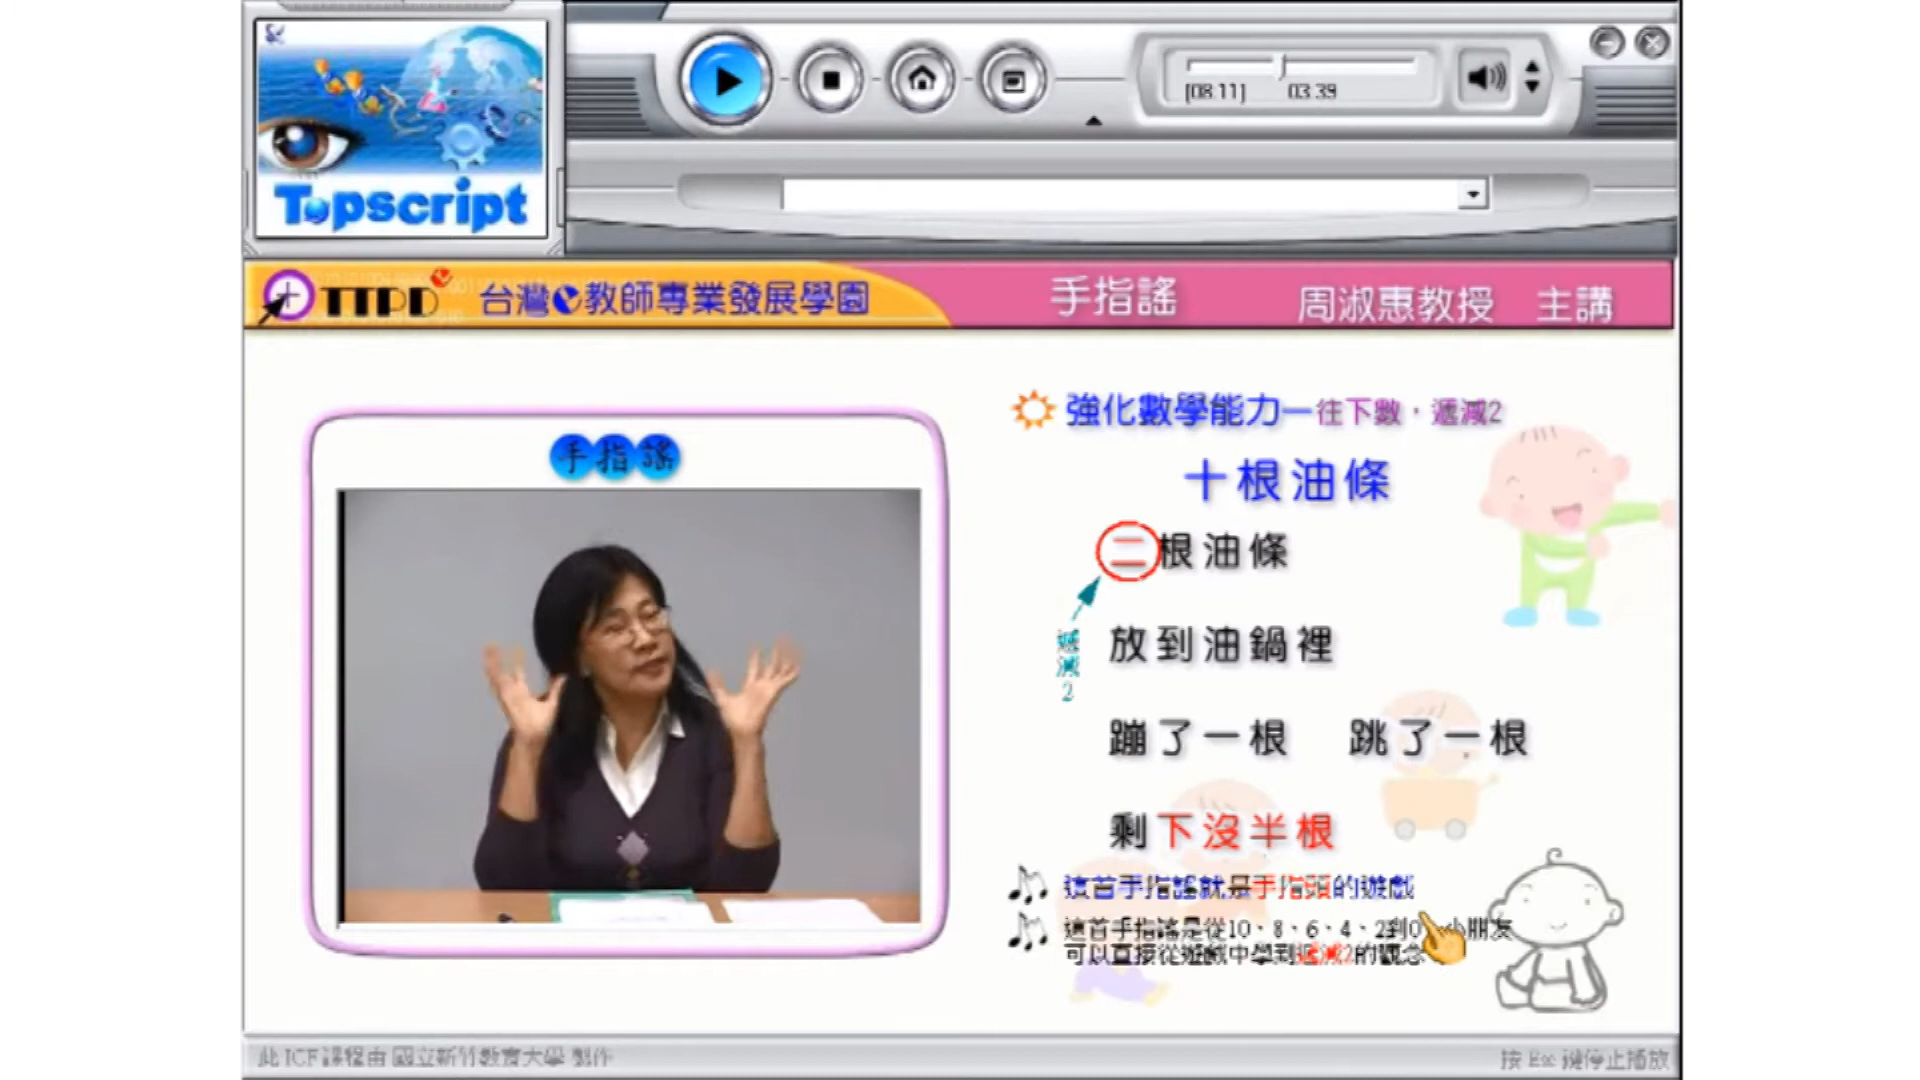 Topscript
[08:11] 03:39
TTPD 台灣e教師專業發展學園
手指謠
周淑惠教授 主講
手指謠
強化數學能力—往下數，遞減2
十根油條
二根油條
遞減2
放到油鍋裡
蹦了一根 跳了一根
剩下沒半根
這首手指謠就是手指頭的遊戲
這首手指謠是從10、8、6、4、2到0 小朋友
可以直接從遊戲中學到遞減2的觀念
此 ICF 課程由 國立新竹教育大學 製作
按 Esc 鍵停止播放